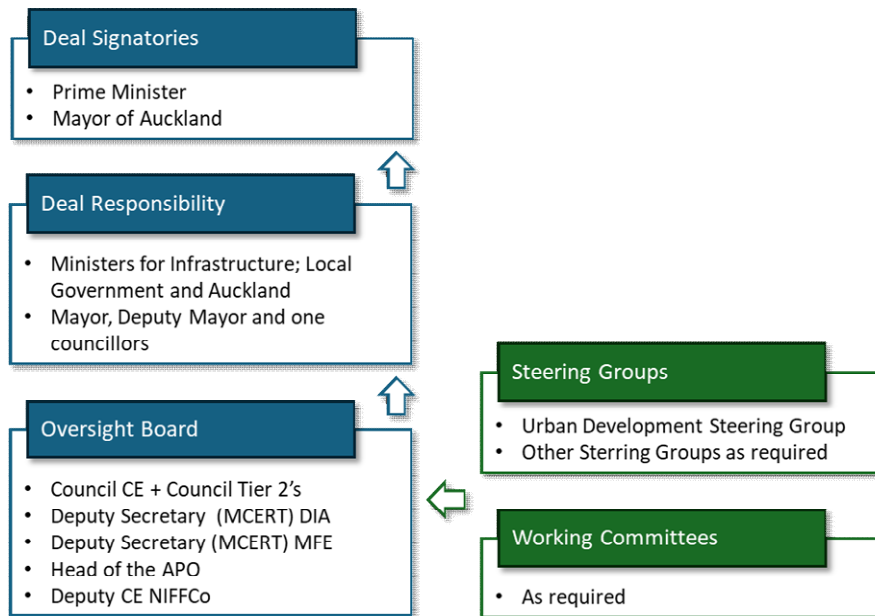 Deal Signatories
• Prime Minister
• Mayor of Auckland
Deal Responsibility
• Ministers for Infrastructure; Local
Government and Auckland
• Mayor, Deputy Mayor and one
councillors
Oversight Board
• Council CE + Council Tier 2's
• Deputy Secretary (MCERT) DIA
• Deputy Secretary (MCERT) MFE
• Head of the APO
• Deputy CE NIFFCo
Steering Groups
• Urban Development Steering Group
• Other Sterring Groups as required
Working Committees
• As required